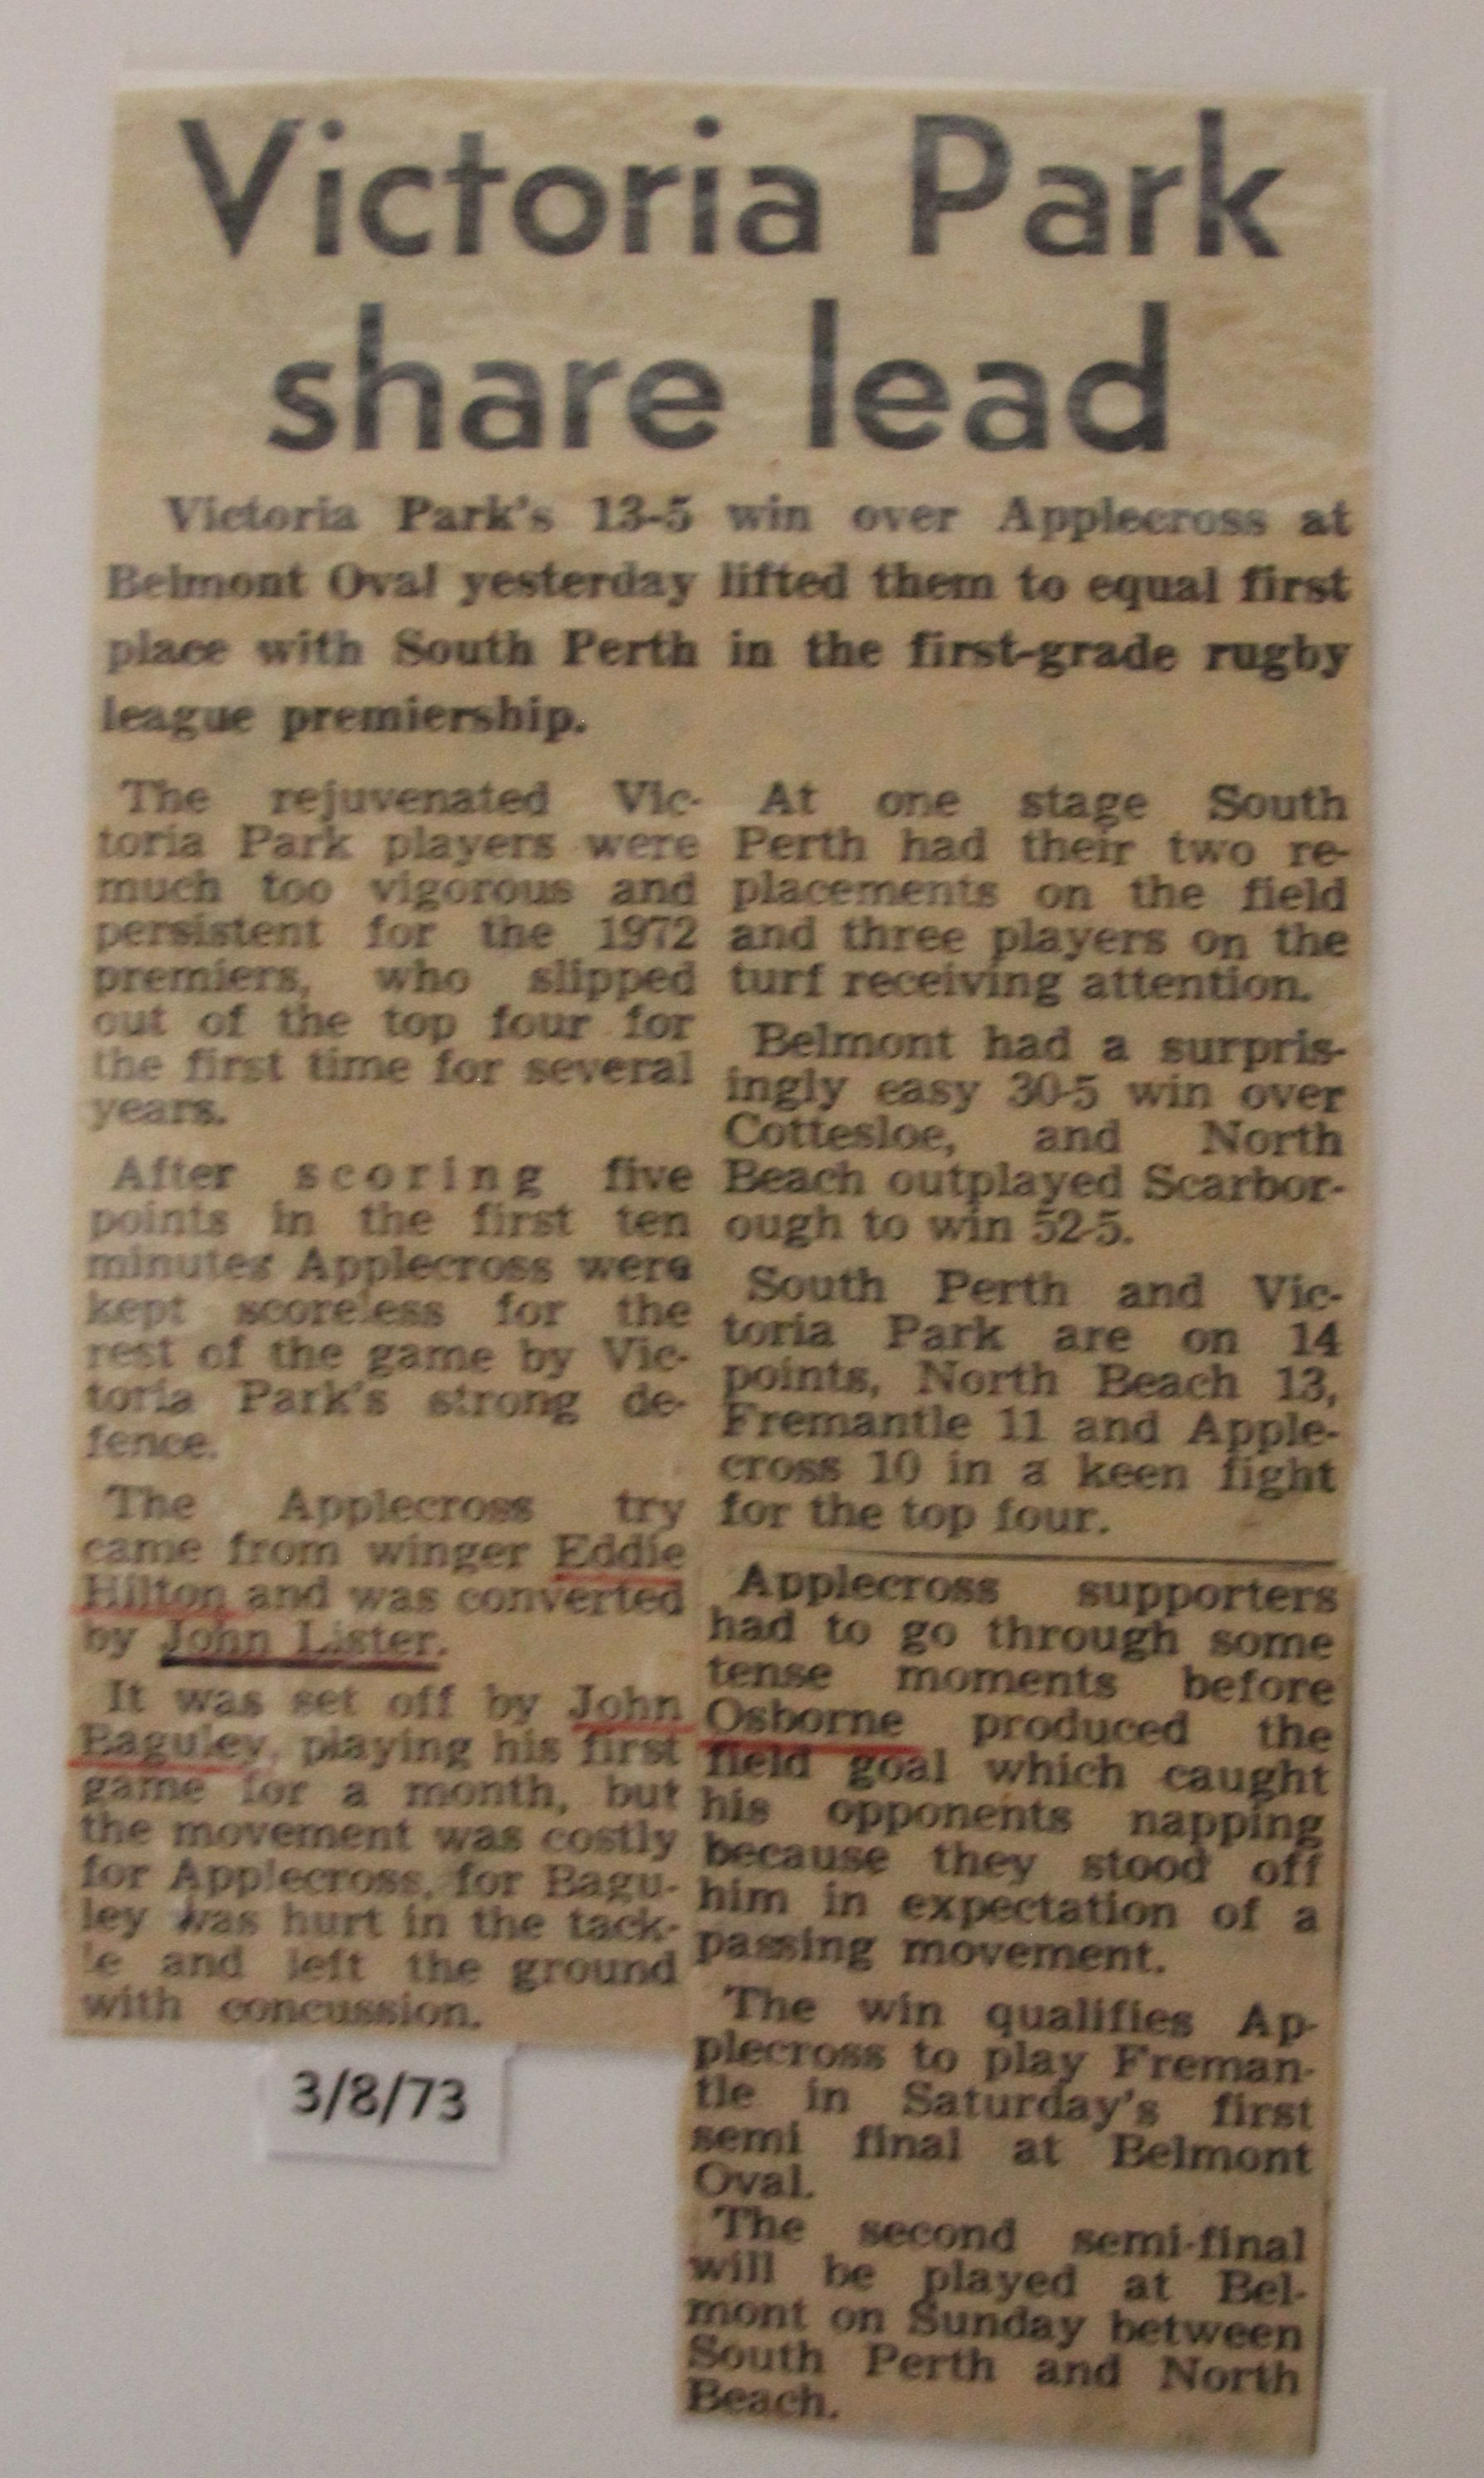 Victoria Park
share lead
Victoria Park's 13-5 win over Applecross at
Belmont Oval yesterday lifted them to equal first
place with South Perth in the first-grade rugby
league premiership.
The rejuvenated Vic-
toria Park players were
much too vigorous and
persistent for the 1972
premiers, who slipped
out of the top four for
the first time for several
years.
After scoring five
points in the first ten
minutes Applecross were
kept scoreless for the
rest of the game by Vic-
toria Park's strong de-
fence.
The Applecross try
came from winger Eddie
Hilton and was converted
by John Lister.
It was set off by John
Baguley, playing his first
game for a month, but
the movement was costly
for Applecross, for Bagu-
ley was hurt in the tack-
le and left the ground
with concussion.
3/8/73
At one stage South
Perth had their two re-
placements on the field
and three players on the
turf receiving attention.
Belmont had a surpris-
ingly easy 30-5 win over
Cottesloe, and North
Beach outplayed Scarbor-
ough to win 52-5.
South Perth and Vic-
toria Park are on 14
points, North Beach 13,
Fremantle 11 and Apple-
cross 10 in a keen fight
for the top four.
Applecross supporters
had to go through some
tense moments before
Osborne produced the
field goal which caught
his opponents napping
because they stood off
him in expectation of a
passing movement.
The win qualifies Ap-
plecross to play Freman-
tle in Saturday's first
semi final at Belmont
Oval.
The second semi-final
will be played at Bel-
mont on Sunday between
South Perth and North
Beach.